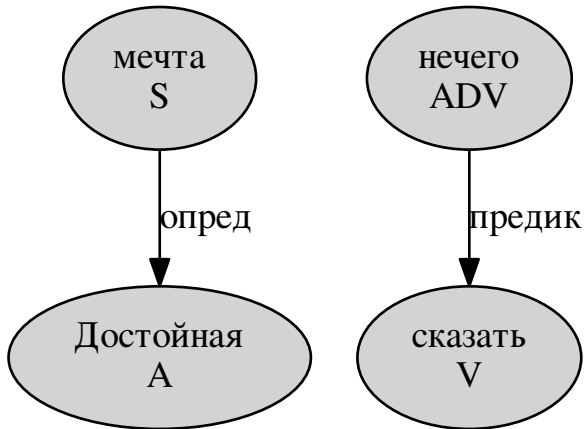 мечта
S
нечего
ADV
опред
предик
Достойная
A
сказать
V